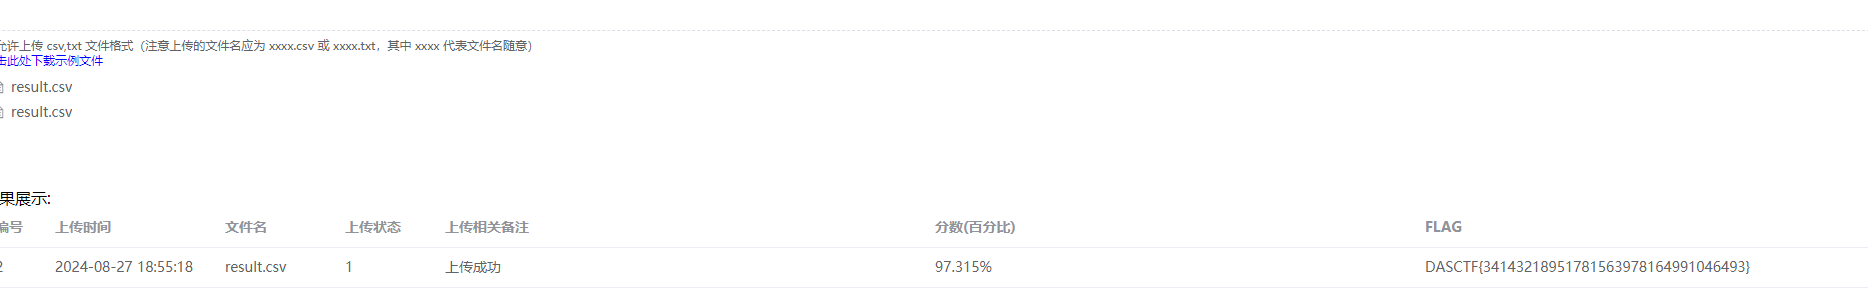 允许上传 csv,txt 文件格式（注意上传的文件名应为 xxxx.csv 或 xxxx.txt，其中 xxxx 代表文件名随意）
击此处下载示例文件
result.csv
result.csv
果展示:
编号 上传时间 文件名 上传状态 上传相关备注 分数(百分比) FLAG
2 2024-08-27 18:55:18 result.csv 1 上传成功 97.315% DASCTF{34143218951781563978164991046493}